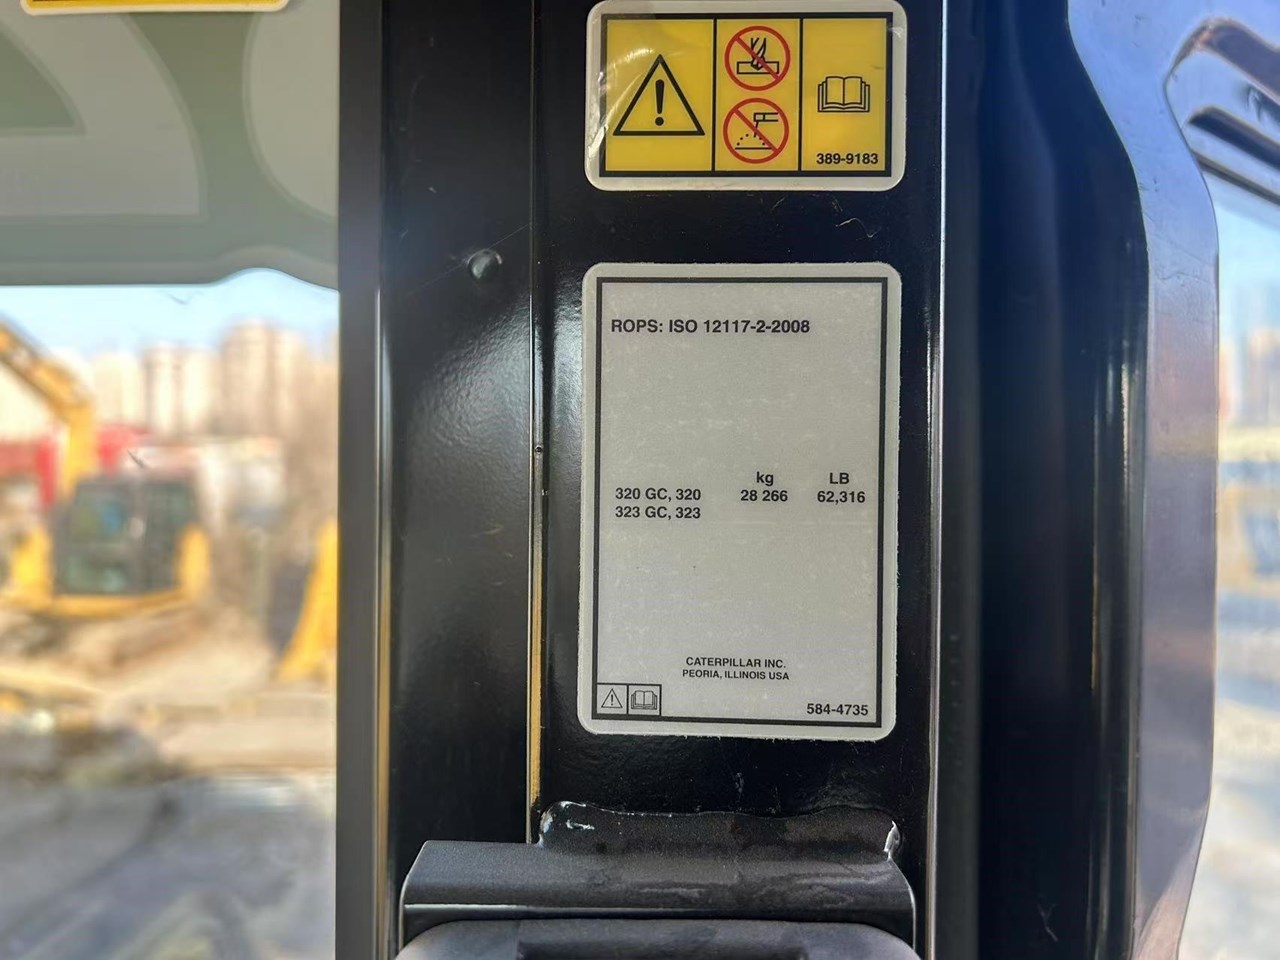 389-9183
ROPS: ISO 12117-2-2008
kg LB
320 GC, 320 28 266 62,316
323 GC, 323
CATERPILLAR INC.
PEORIA, ILLINOIS USA
584-4735